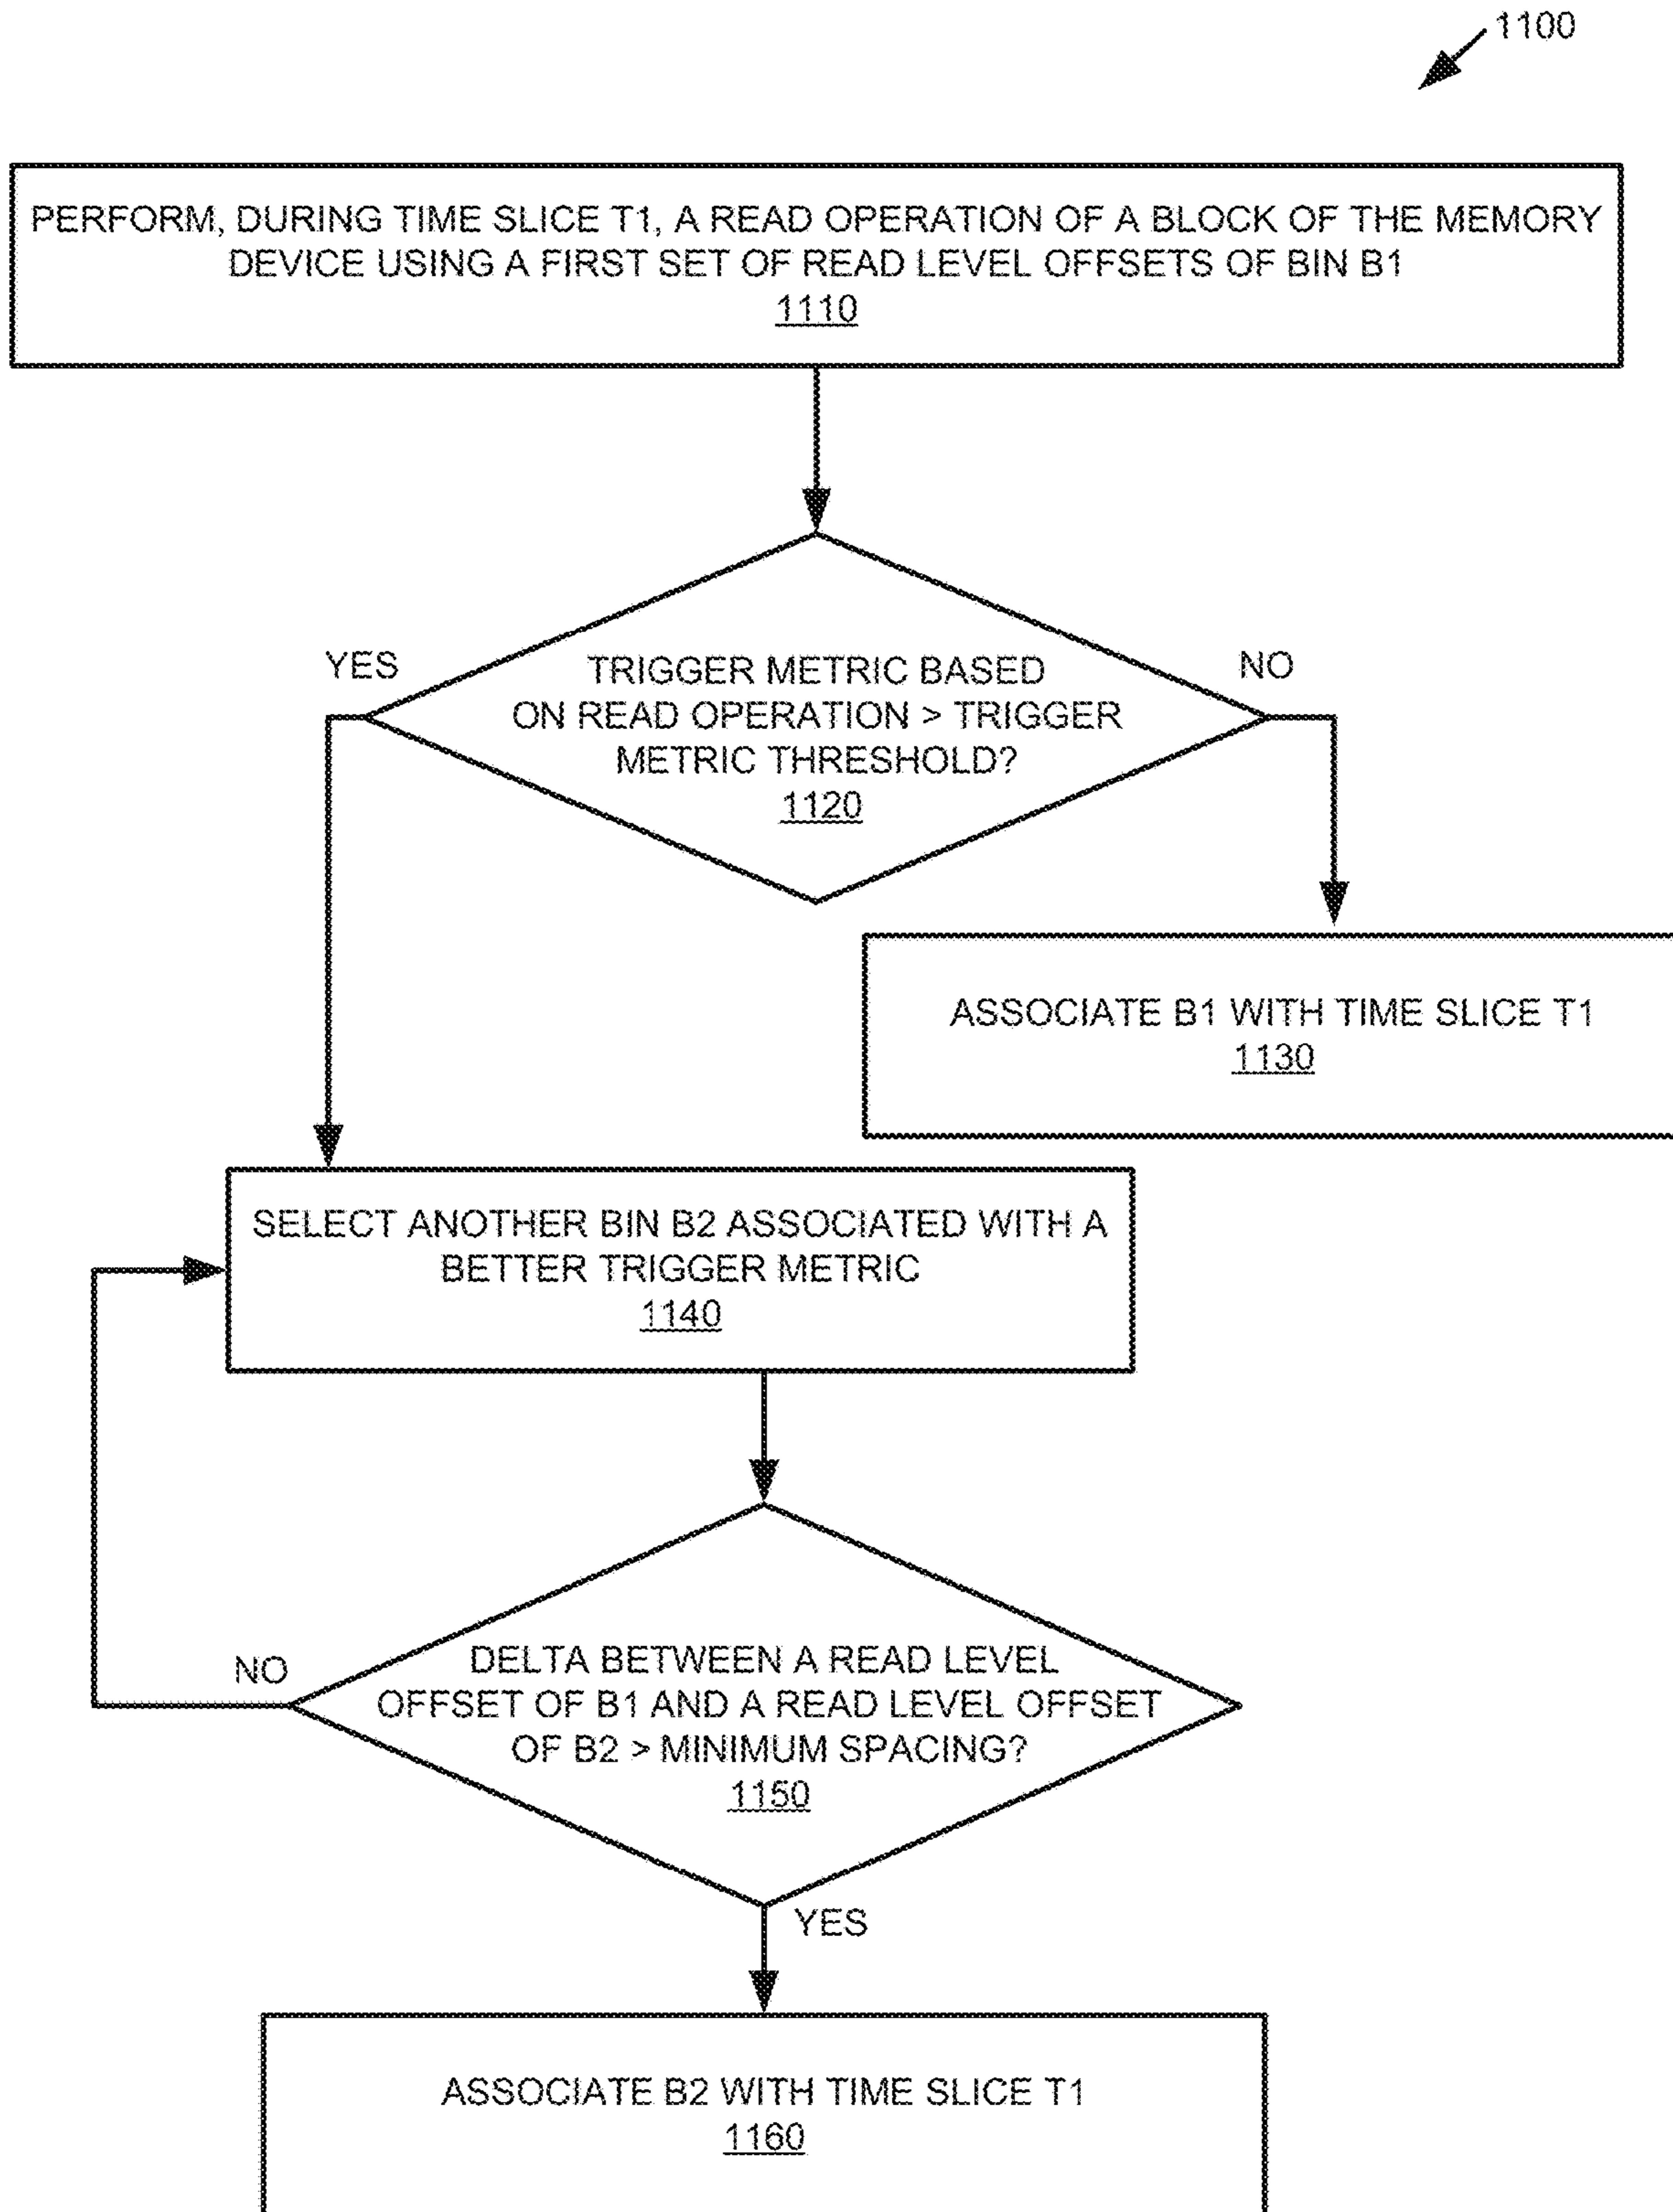 1100
PERFORM, DURING TIME SLICE T1, A READ OPERATION OF A BLOCK OF THE MEMORY
DEVICE USING A FIRST SET OF READ LEVEL OFFSETS OF BIN B1
1110
YES
NO
TRIGGER METRIC BASED
ON READ OPERATION > TRIGGER
METRIC THRESHOLD?
1120
ASSOCIATE B1 WITH TIME SLICE T1
1130
SELECT ANOTHER BIN B2 ASSOCIATED WITH A
BETTER TRIGGER METRIC
1140
NO
DELTA BETWEEN A READ LEVEL
OFFSET OF B1 AND A READ LEVEL OFFSET
OF B2 > MINIMUM SPACING?
1150
YES
ASSOCIATE B2 WITH TIME SLICE T1
1160